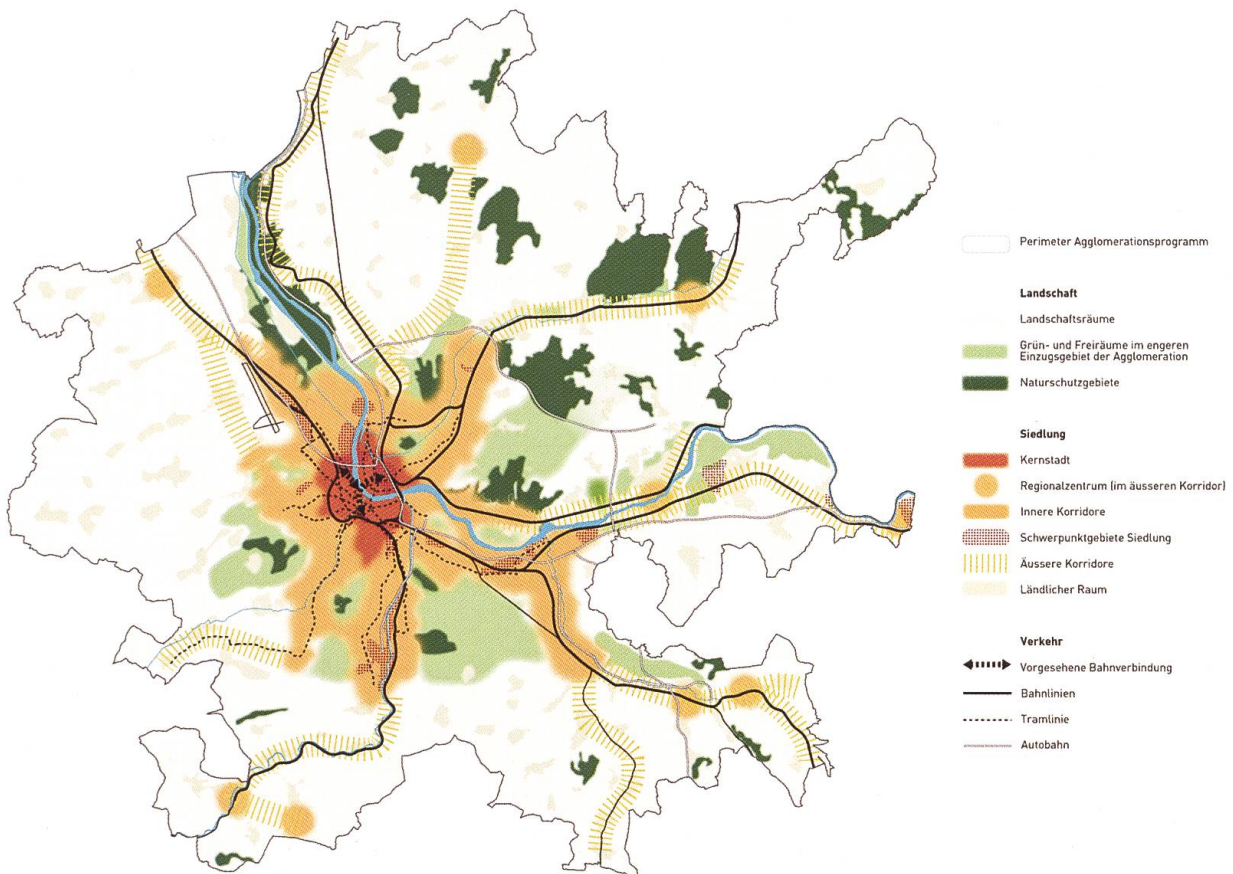 Perimeter Agglomerationsprogramm
Landschaft
Landschaftsräume
Grün- und Freiräume im engeren
Einzugsgebiet der Agglomeration
Naturschutzgebiete
Siedlung
Kernstadt
Regionalzentrum (im äusseren Korridor)
Innere Korridore
Schwerpunktgebiete Siedlung
Äussere Korridore
Ländlicher Raum
Verkehr
Vorgesehene Bahnverbindung
Bahnlinien
Tramlinie
Autobahn